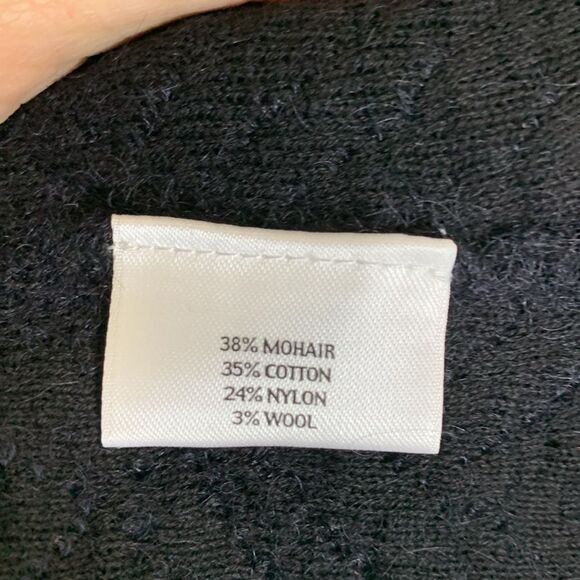 38% MOHAIR
35% COTTON
24% NYLON
3% WOOL